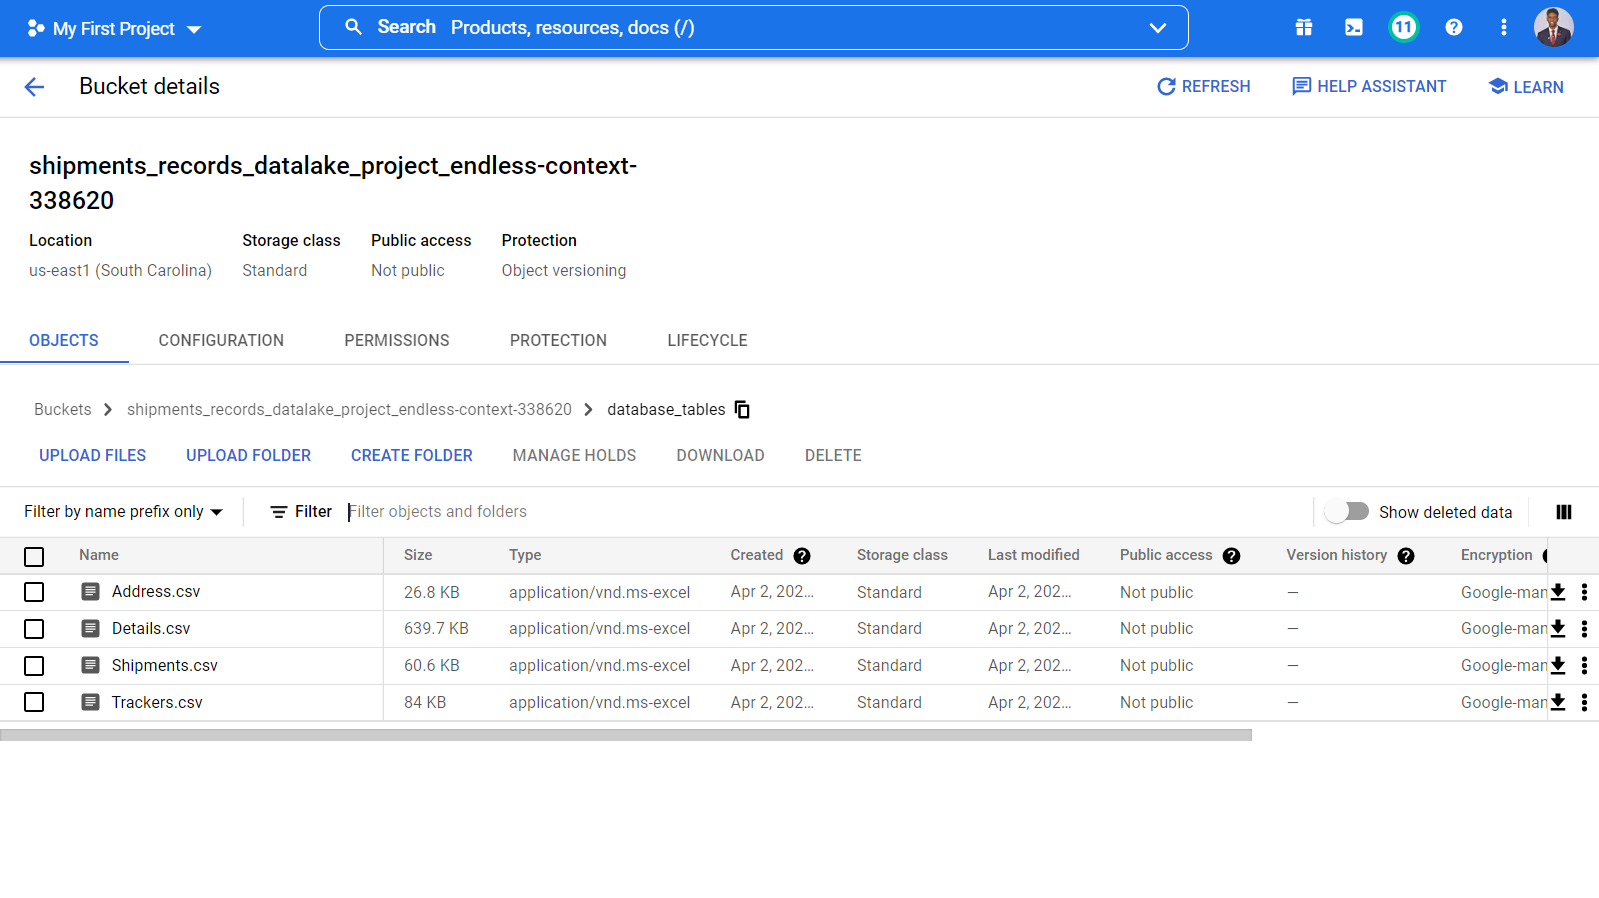 My First Project
Search Products, resources, docs (/)
11
Bucket details
REFRESH
HELP ASSISTANT
LEARN
shipments_records_datalake_project_endless-context-
338620
Location Storage class Public access Protection
us-east1 (South Carolina) Standard Not public Object versioning
OBJECTS CONFIGURATION PERMISSIONS PROTECTION LIFECYCLE
Buckets shipments_records_datalake_project_endless-context-338620 database_tables
UPLOAD FILES UPLOAD FOLDER CREATE FOLDER MANAGE HOLDS DOWNLOAD DELETE
Filter by name prefix only Filter Filter objects and folders Show deleted data
Name Size Type Created Storage class Last modified Public access Version history Encryption
Address.csv 26.8 KB application/vnd.ms-excel Apr 2, 202... Standard Apr 2, 202... Not public — Google-man
Details.csv 639.7 KB application/vnd.ms-excel Apr 2, 202... Standard Apr 2, 202... Not public — Google-man
Shipments.csv 60.6 KB application/vnd.ms-excel Apr 2, 202... Standard Apr 2, 202... Not public — Google-man
Trackers.csv 84 KB application/vnd.ms-excel Apr 2, 202... Standard Apr 2, 202... Not public — Google-man